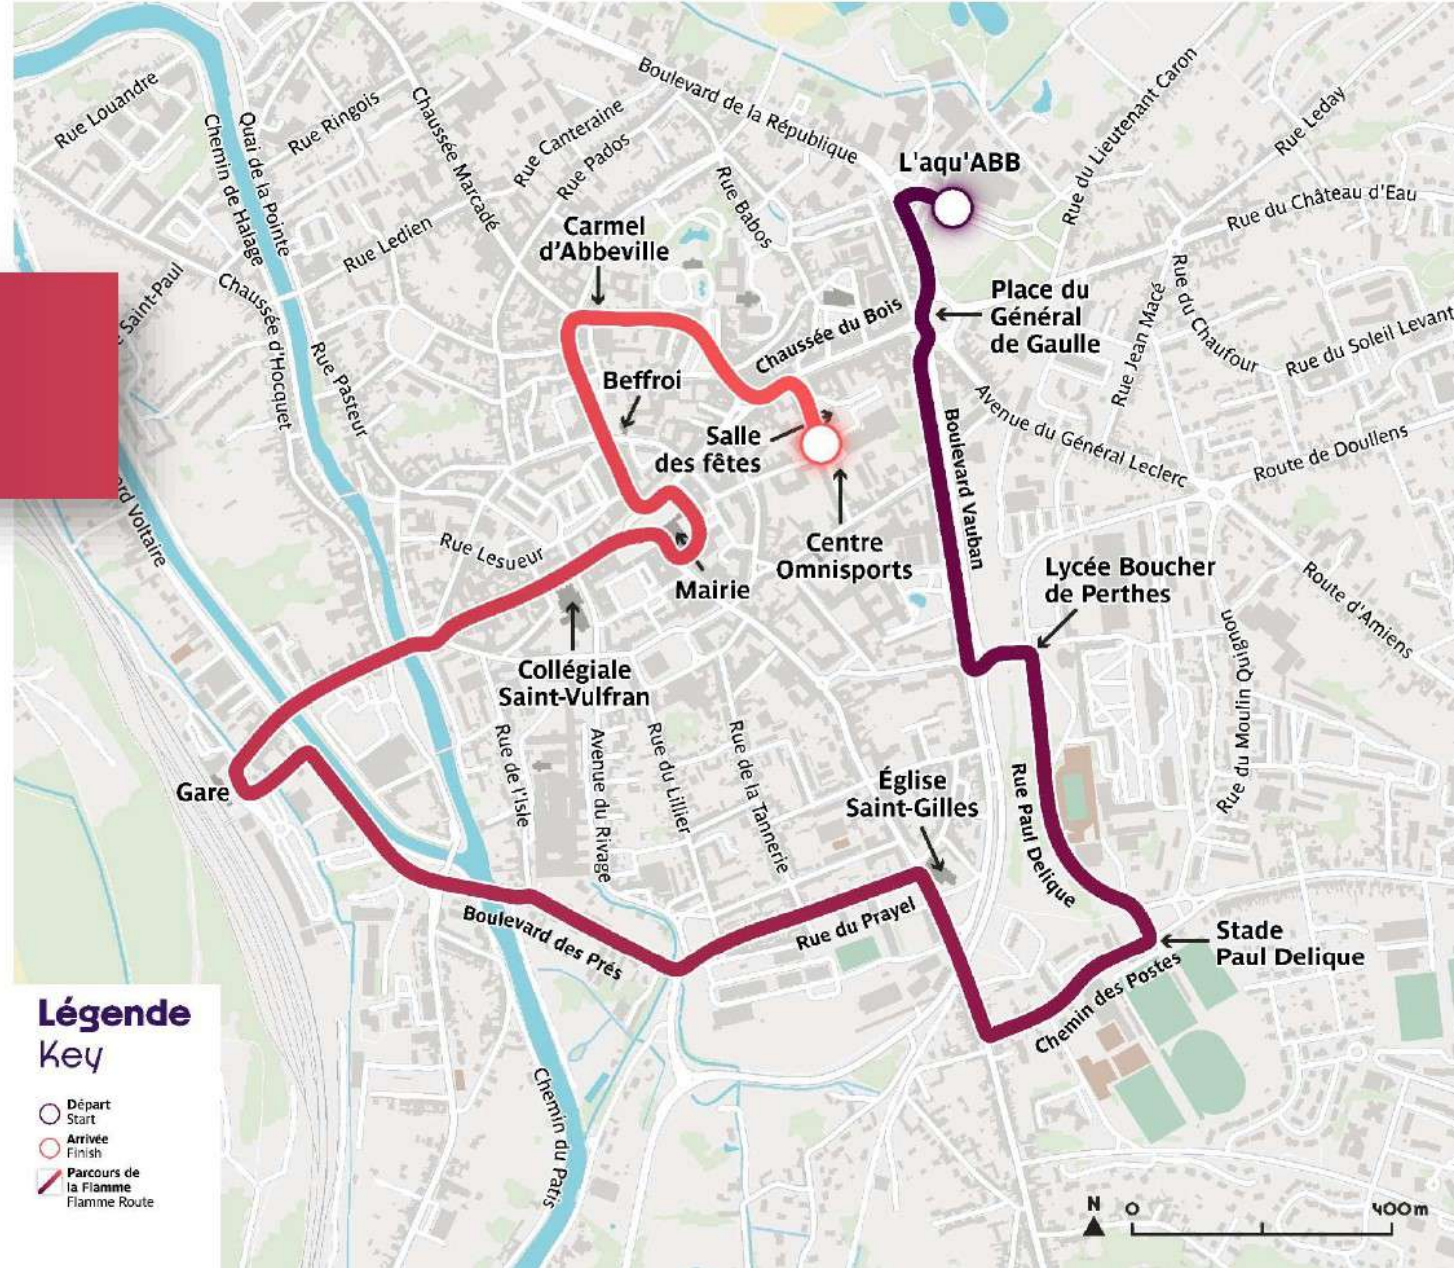 Boulevard de la République
Rue Louandre
Quai de la Pointe
Chemin de Halage
Rue Ringois
Chaussée Marcadé
Rue Canteraine
Rue Pados
Rue Babos
L'aqu'ABB
Rue du Lieutenant Caron
Rue Leday
Rue du Château d'Eau
Carmel
d'Abbeville
Rue Ledien
Saint-Paul
Chaussée d'Hocquet
Rue Pasteur
Chaussée du Bois
Place du
Général
de Gaulle
Rue Jean Macé
Rue du Chaufour
Rue du Soleil Levant
Beffroi
Salle
des fêtes
Boulevard Vauban
Avenue du Général Leclerc
Route de Doullens
Voltaire
Rue Lesueur
Mairie
Centre
Omnisports
Lycée Boucher
de Perthes
Route d'Amiens
Rue du Moulin Quignon
Collégiale
Saint-Vulfran
Gare
Rue de l'Isle
Avenue du Rivage
Rue du Lillier
Rue de la Tannerie
Église
Saint-Gilles
Rue Paul Delique
Boulevard des Prés
Rue du Prayel
Stade
Paul Delique
Chemin des Postes
Chemin du Patis
Légende
Key
Départ
Start
Arrivée
Finish
Parcours de
la Flamme
Flamme Route
N
0
400m